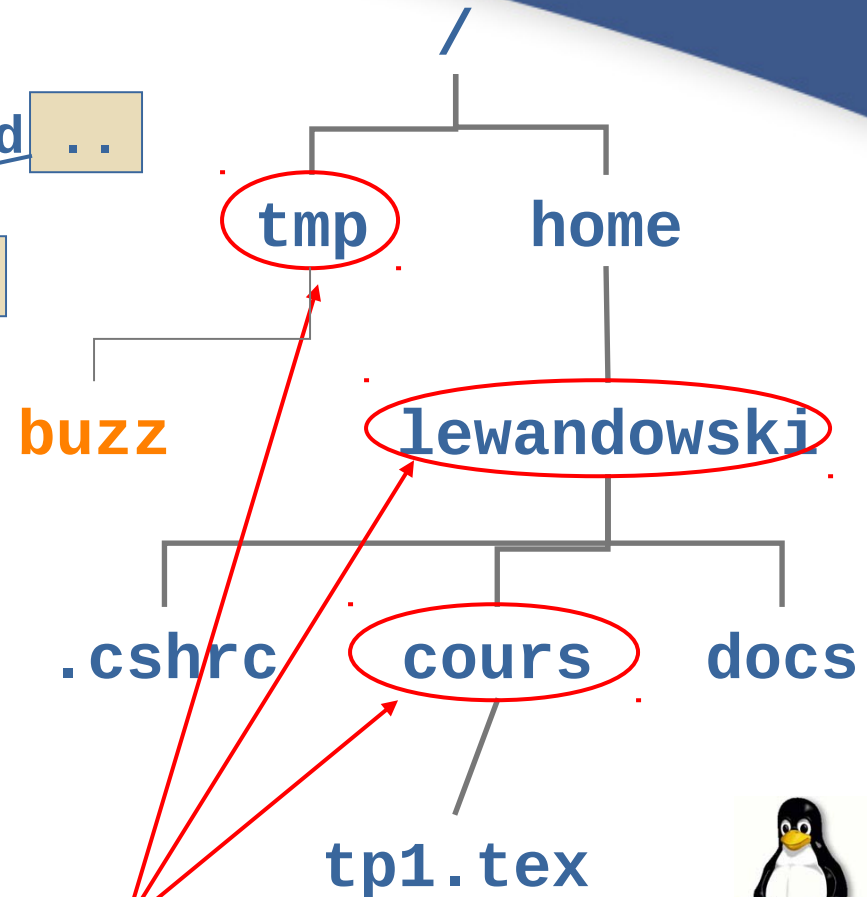 /
d ..
tmp home
buzz lewandowski
.cshrc cours docs
tp1.tex